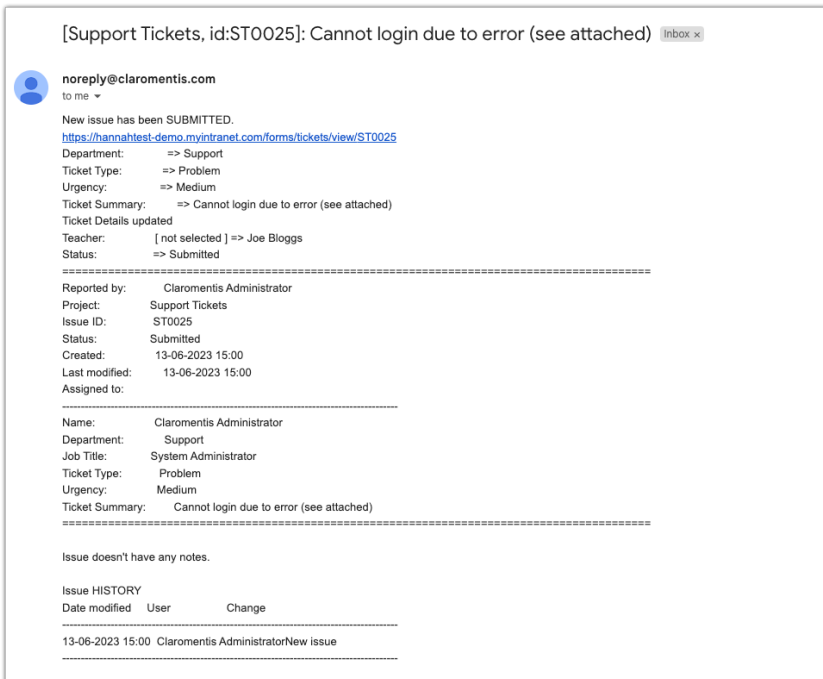 [Support Tickets, id:ST0025]: Cannot login due to error (see attached) Inbox ×
noreply@claromentis.com
to me
New issue has been SUBMITTED.
https://hannahtest-demo.myintranet.com/forms/tickets/view/ST0025
Department: => Support
Ticket Type: => Problem
Urgency: => Medium
Ticket Summary: => Cannot login due to error (see attached)
Ticket Details updated
Teacher: [ not selected ] => Joe Bloggs
Status: => Submitted
==========================================================================================
Reported by: Claromentis Administrator
Project: Support Tickets
Issue ID: ST0025
Status: Submitted
Created: 13-06-2023 15:00
Last modified: 13-06-2023 15:00
Assigned to:
------------------------------------------------------------------------------------------
Name: Claromentis Administrator
Department: Support
Job Title: System Administrator
Ticket Type: Problem
Urgency: Medium
Ticket Summary: Cannot login due to error (see attached)
==========================================================================================
Issue doesn't have any notes.
Issue HISTORY
Date modified User Change
------------------------------------------------------------------------------------------
13-06-2023 15:00 Claromentis AdministratorNew issue
------------------------------------------------------------------------------------------